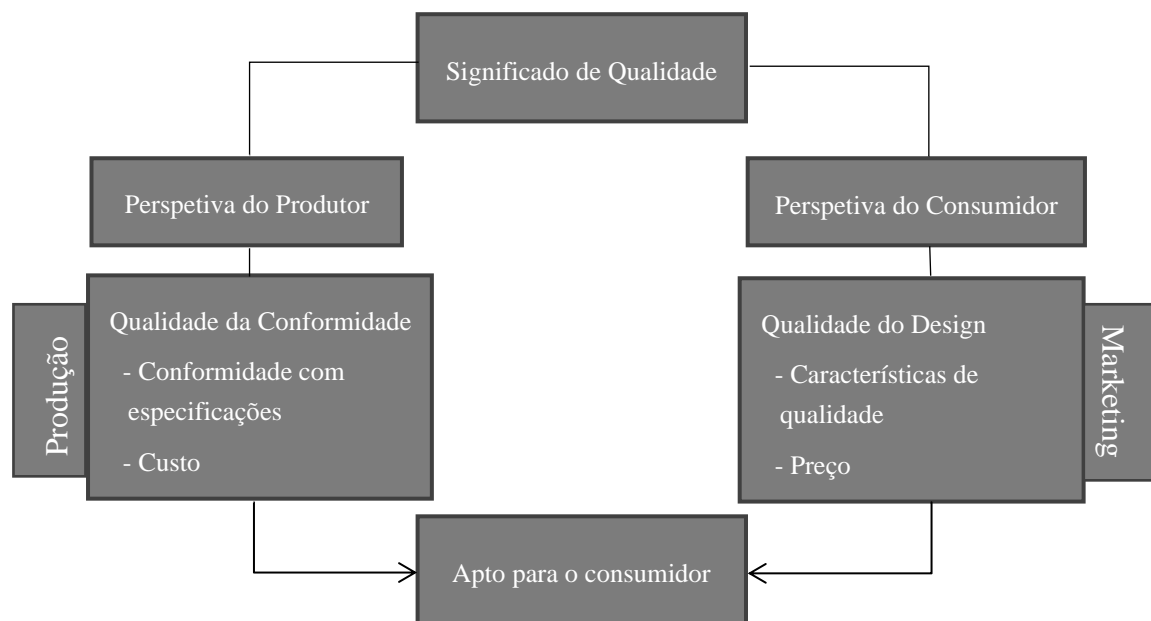 Significado de Qualidade
Perspetiva do Produtor
Perspetiva do Consumidor
Produção
Qualidade da Conformidade
- Conformidade com
especificações
- Custo
Qualidade do Design
- Características de
qualidade
- Preço
Marketing
Apto para o consumidor